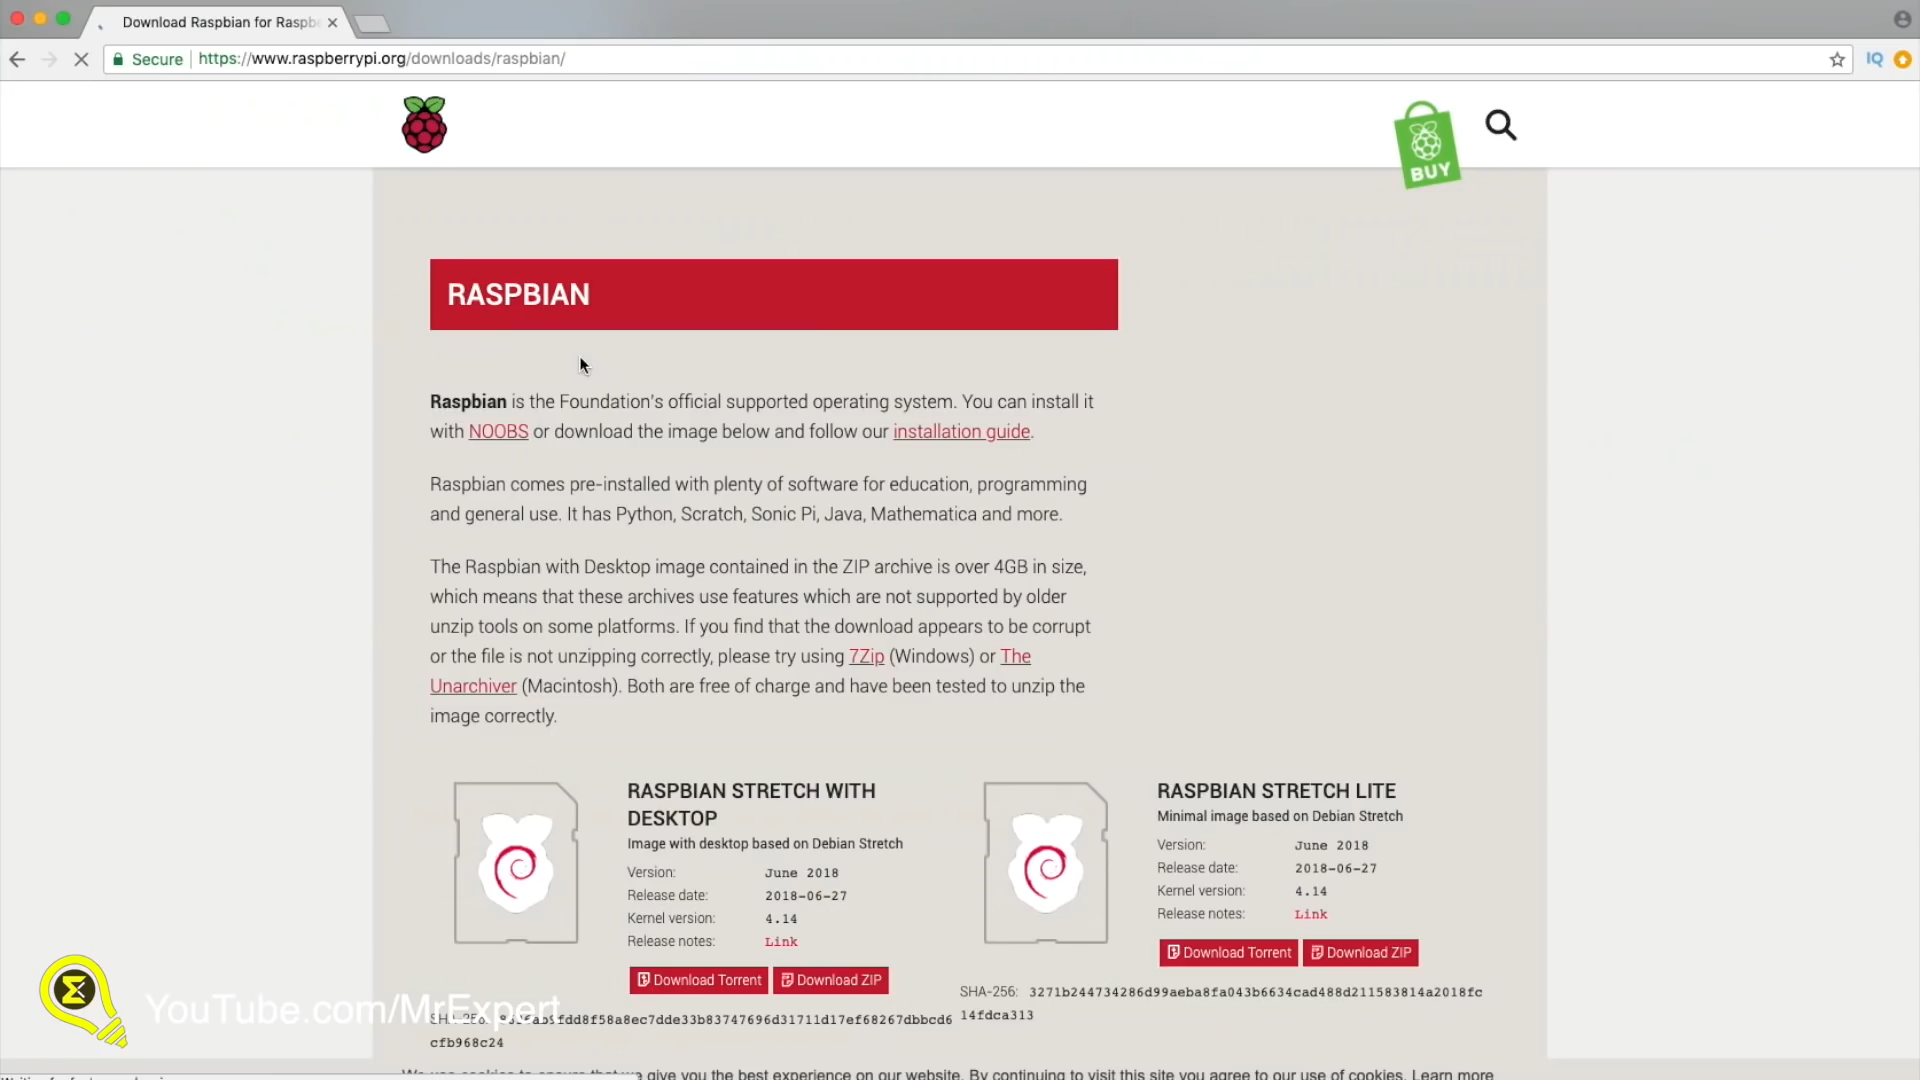 Download Raspbian for Raspbe
Secure https://www.raspberrypi.org/downloads/raspbian/
IQ
BUY
RASPBIAN
Raspbian is the Foundation's official supported operating system. You can install it
with NOOBS or download the image below and follow our installation guide.
Raspbian comes pre-installed with plenty of software for education, programming
and general use. It has Python, Scratch, Sonic Pi, Java, Mathematica and more.
The Raspbian with Desktop image contained in the ZIP archive is over 4GB in size,
which means that these archives use features which are not supported by older
unzip tools on some platforms. If you find that the download appears to be corrupt
or the file is not unzipping correctly, please try using 7Zip (Windows) or The
Unarchiver (Macintosh). Both are free of charge and have been tested to unzip the
image correctly.
RASPBIAN STRETCH WITH
DESKTOP
Image with desktop based on Debian Stretch
Version: June 2018
Release date: 2018-06-27
Kernel version: 4.14
Release notes: Link
Download Torrent Download ZIP
cfb968c24
RASPBIAN STRETCH LITE
Minimal image based on Debian Stretch
Version: June 2018
Release date: 2018-06-27
Kernel version: 4.14
Release notes: Link
Download Torrent Download ZIP
SHA-256: 3271b244734286d99aeba8fa043b6634cad488d211583814a2018fc
14fdca313
YouTube.com/MrExpert
We use cookies to ensure that we give you the best experience on our website. By continuing to visit this site you agree to our use of cookies. Learn more